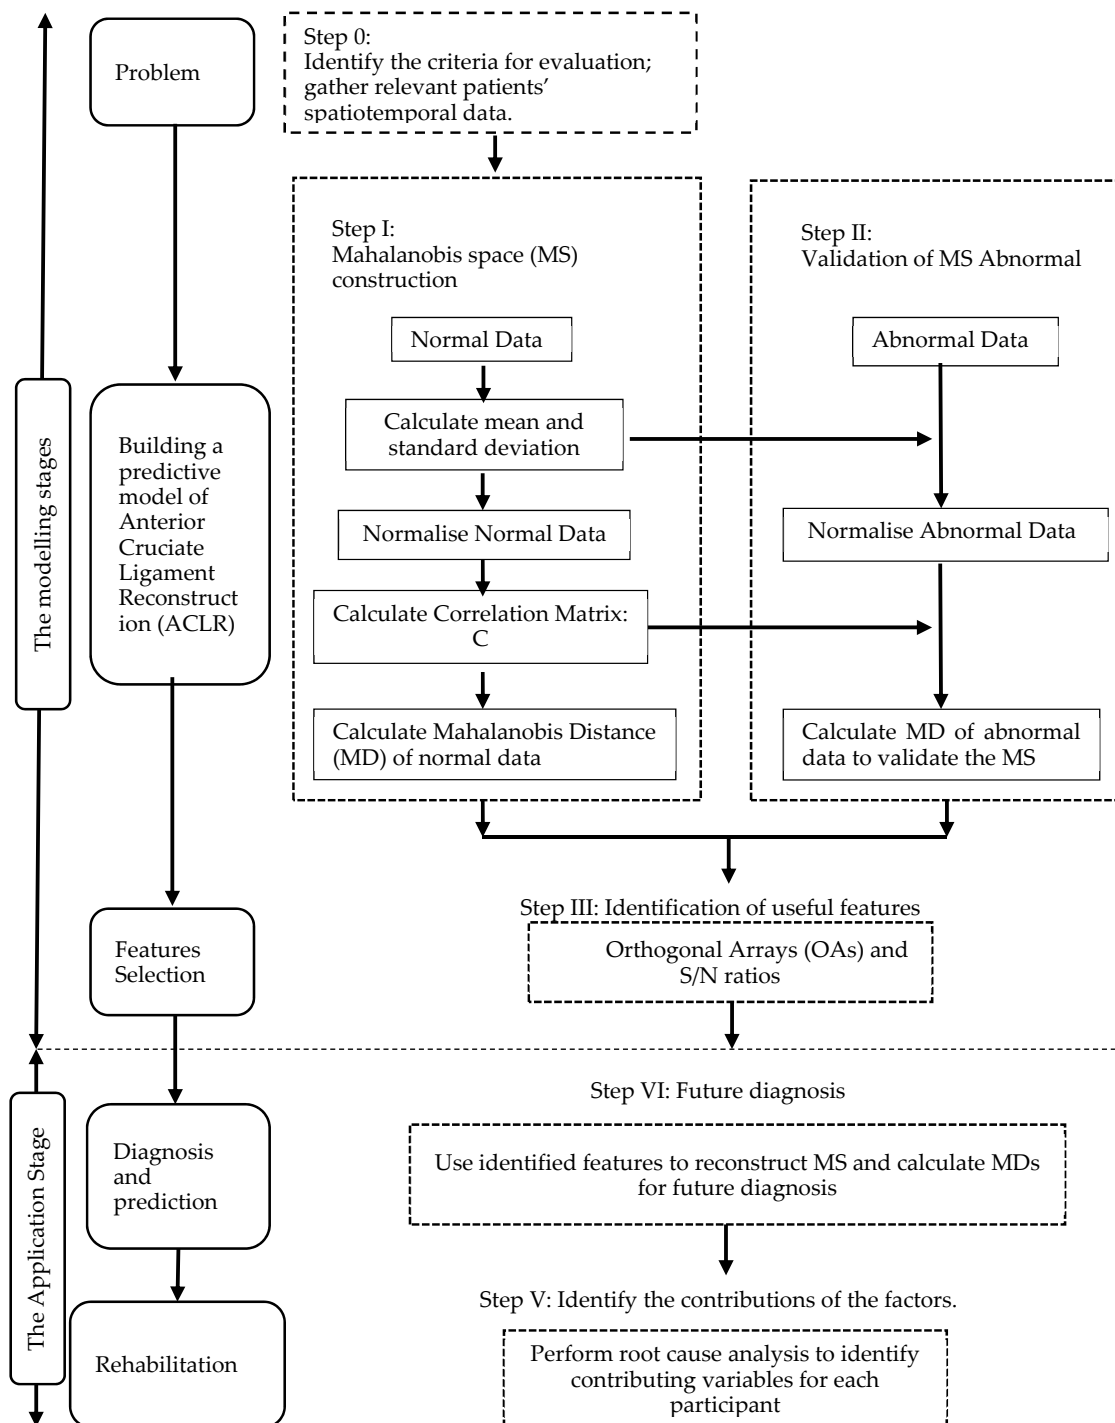 Problem
Step 0:
Identify the criteria for evaluation;
gather relevant patients’
spatiotemporal data.
Step I:
Mahalanobis space (MS)
construction
Step II:
Validation of MS Abnormal
Normal Data
Abnormal Data
Calculate mean and
standard deviation
Normalise Normal Data
Normalise Abnormal Data
Calculate Correlation Matrix:
C
Calculate Mahalanobis Distance
(MD) of normal data
Calculate MD of abnormal
data to validate the MS
The modelling stages
Building a
predictive
model of
Anterior
Cruciate
Ligament
Reconstruct
ion (ACLR)
Features
Selection
Step III: Identification of useful features
Orthogonal Arrays (OAs) and
S/N ratios
The Application Stage
Diagnosis
and
prediction
Step VI: Future diagnosis
Use identified features to reconstruct MS and calculate MDs
for future diagnosis
Rehabilitation
Step V: Identify the contributions of the factors.
Perform root cause analysis to identify
contributing variables for each
participant